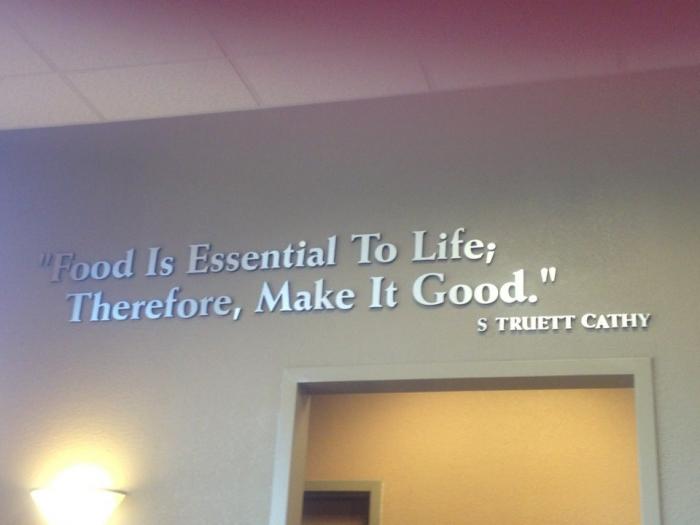 "Food Is Essential To Life;
Therefore, Make It Good."
S TRUETT CATHY